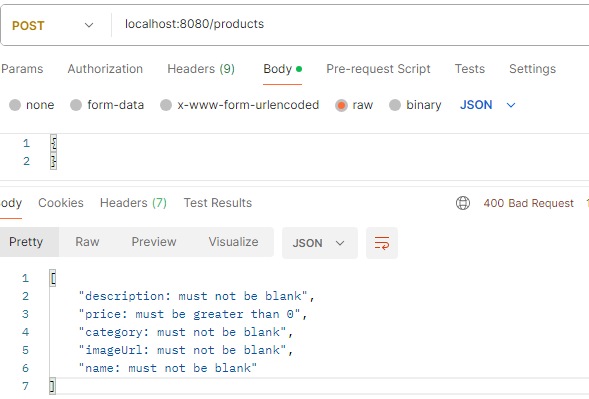 POST localhost:8080/products
Params Authorization Headers (9) Body Pre-request Script Tests Settings
none form-data x-www-form-urlencoded raw binary JSON
1 {
2 }
ody Cookies Headers (7) Test Results 400 Bad Request
Pretty Raw Preview Visualize JSON
1 [
2 "description: must not be blank",
3 "price: must be greater than 0",
4 "category: must not be blank",
5 "imageUrl: must not be blank",
6 "name: must not be blank"
7 ]